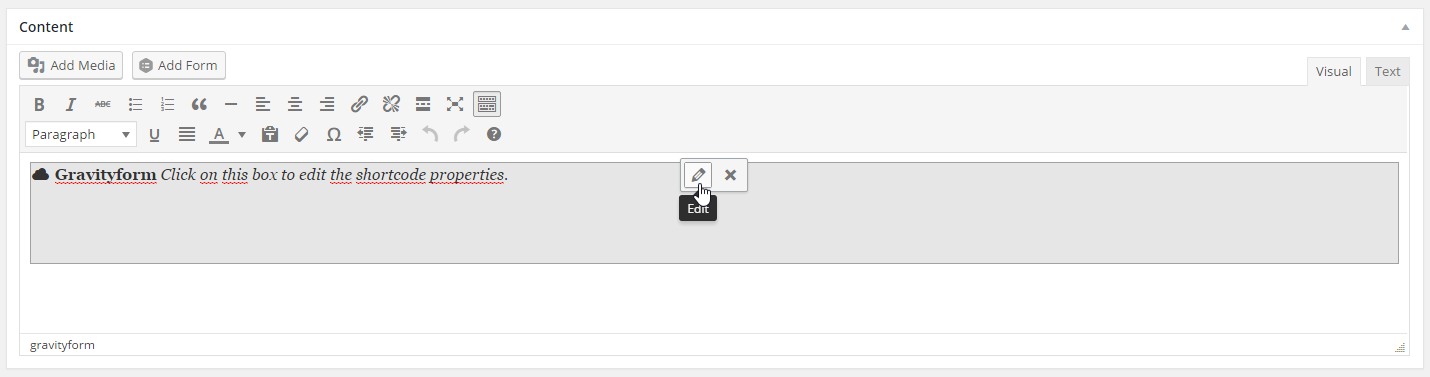 Content
Add Media Add Form
Visual Text
B I ABC
Paragraph U A T Ω ?
Gravityform Click on this box to edit the shortcode properties.
Edit
gravityform